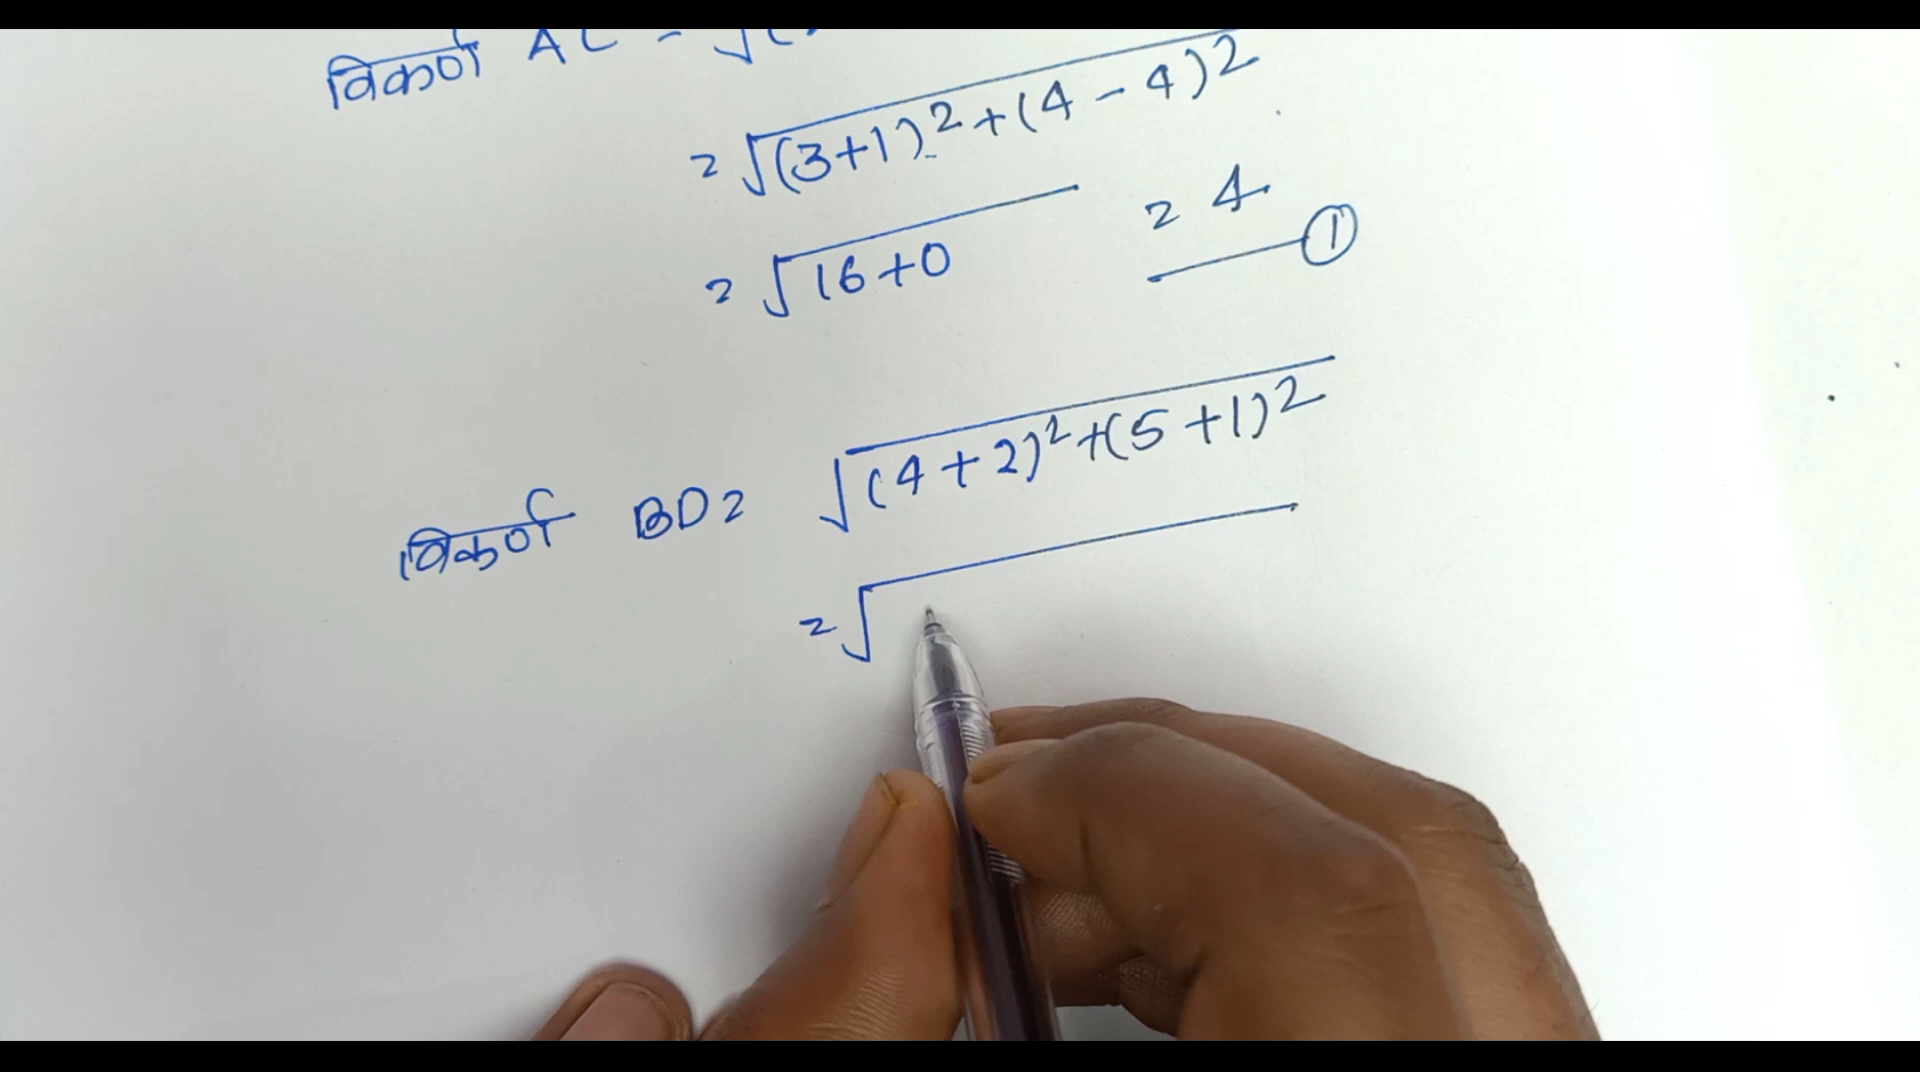 विकर्ण AC = √(
= √(3+1)² + (4 - 4)²
= √16+0 = 4 ①
विकर्ण BD = √(4+2)² + (5+1)²
= √